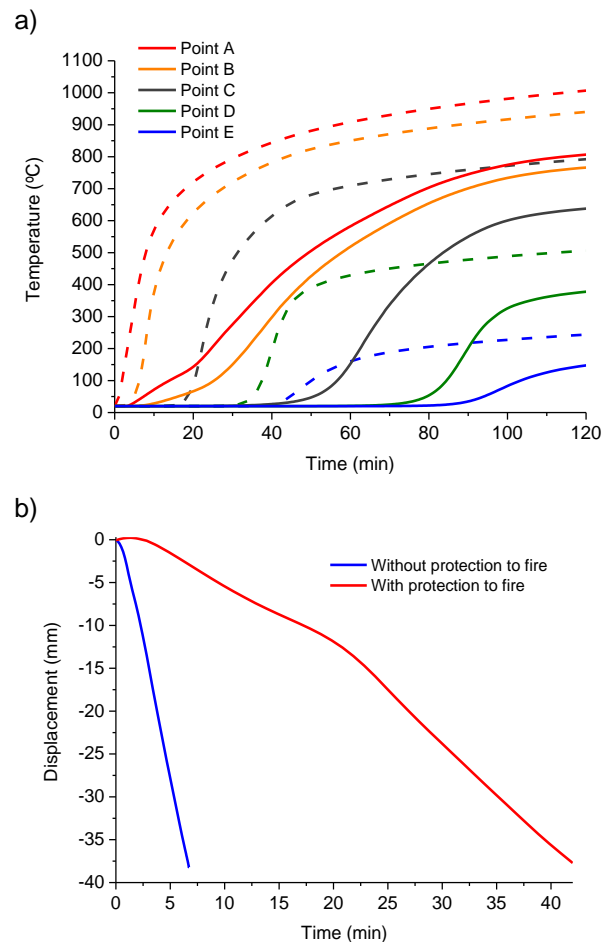 a)
Point A
Point B
Point C
Point D
Point E
1100
1000
900
800
700
600
500
400
300
200
100
0
Temperature (ºC)
0 20 40 60 80 100 120
Time (min)
b)
0
-5
-10
-15
-20
-25
-30
-35
-40
Displacement (mm)
Without protection to fire
With protection to fire
0 5 10 15 20 25 30 35 40
Time (min)